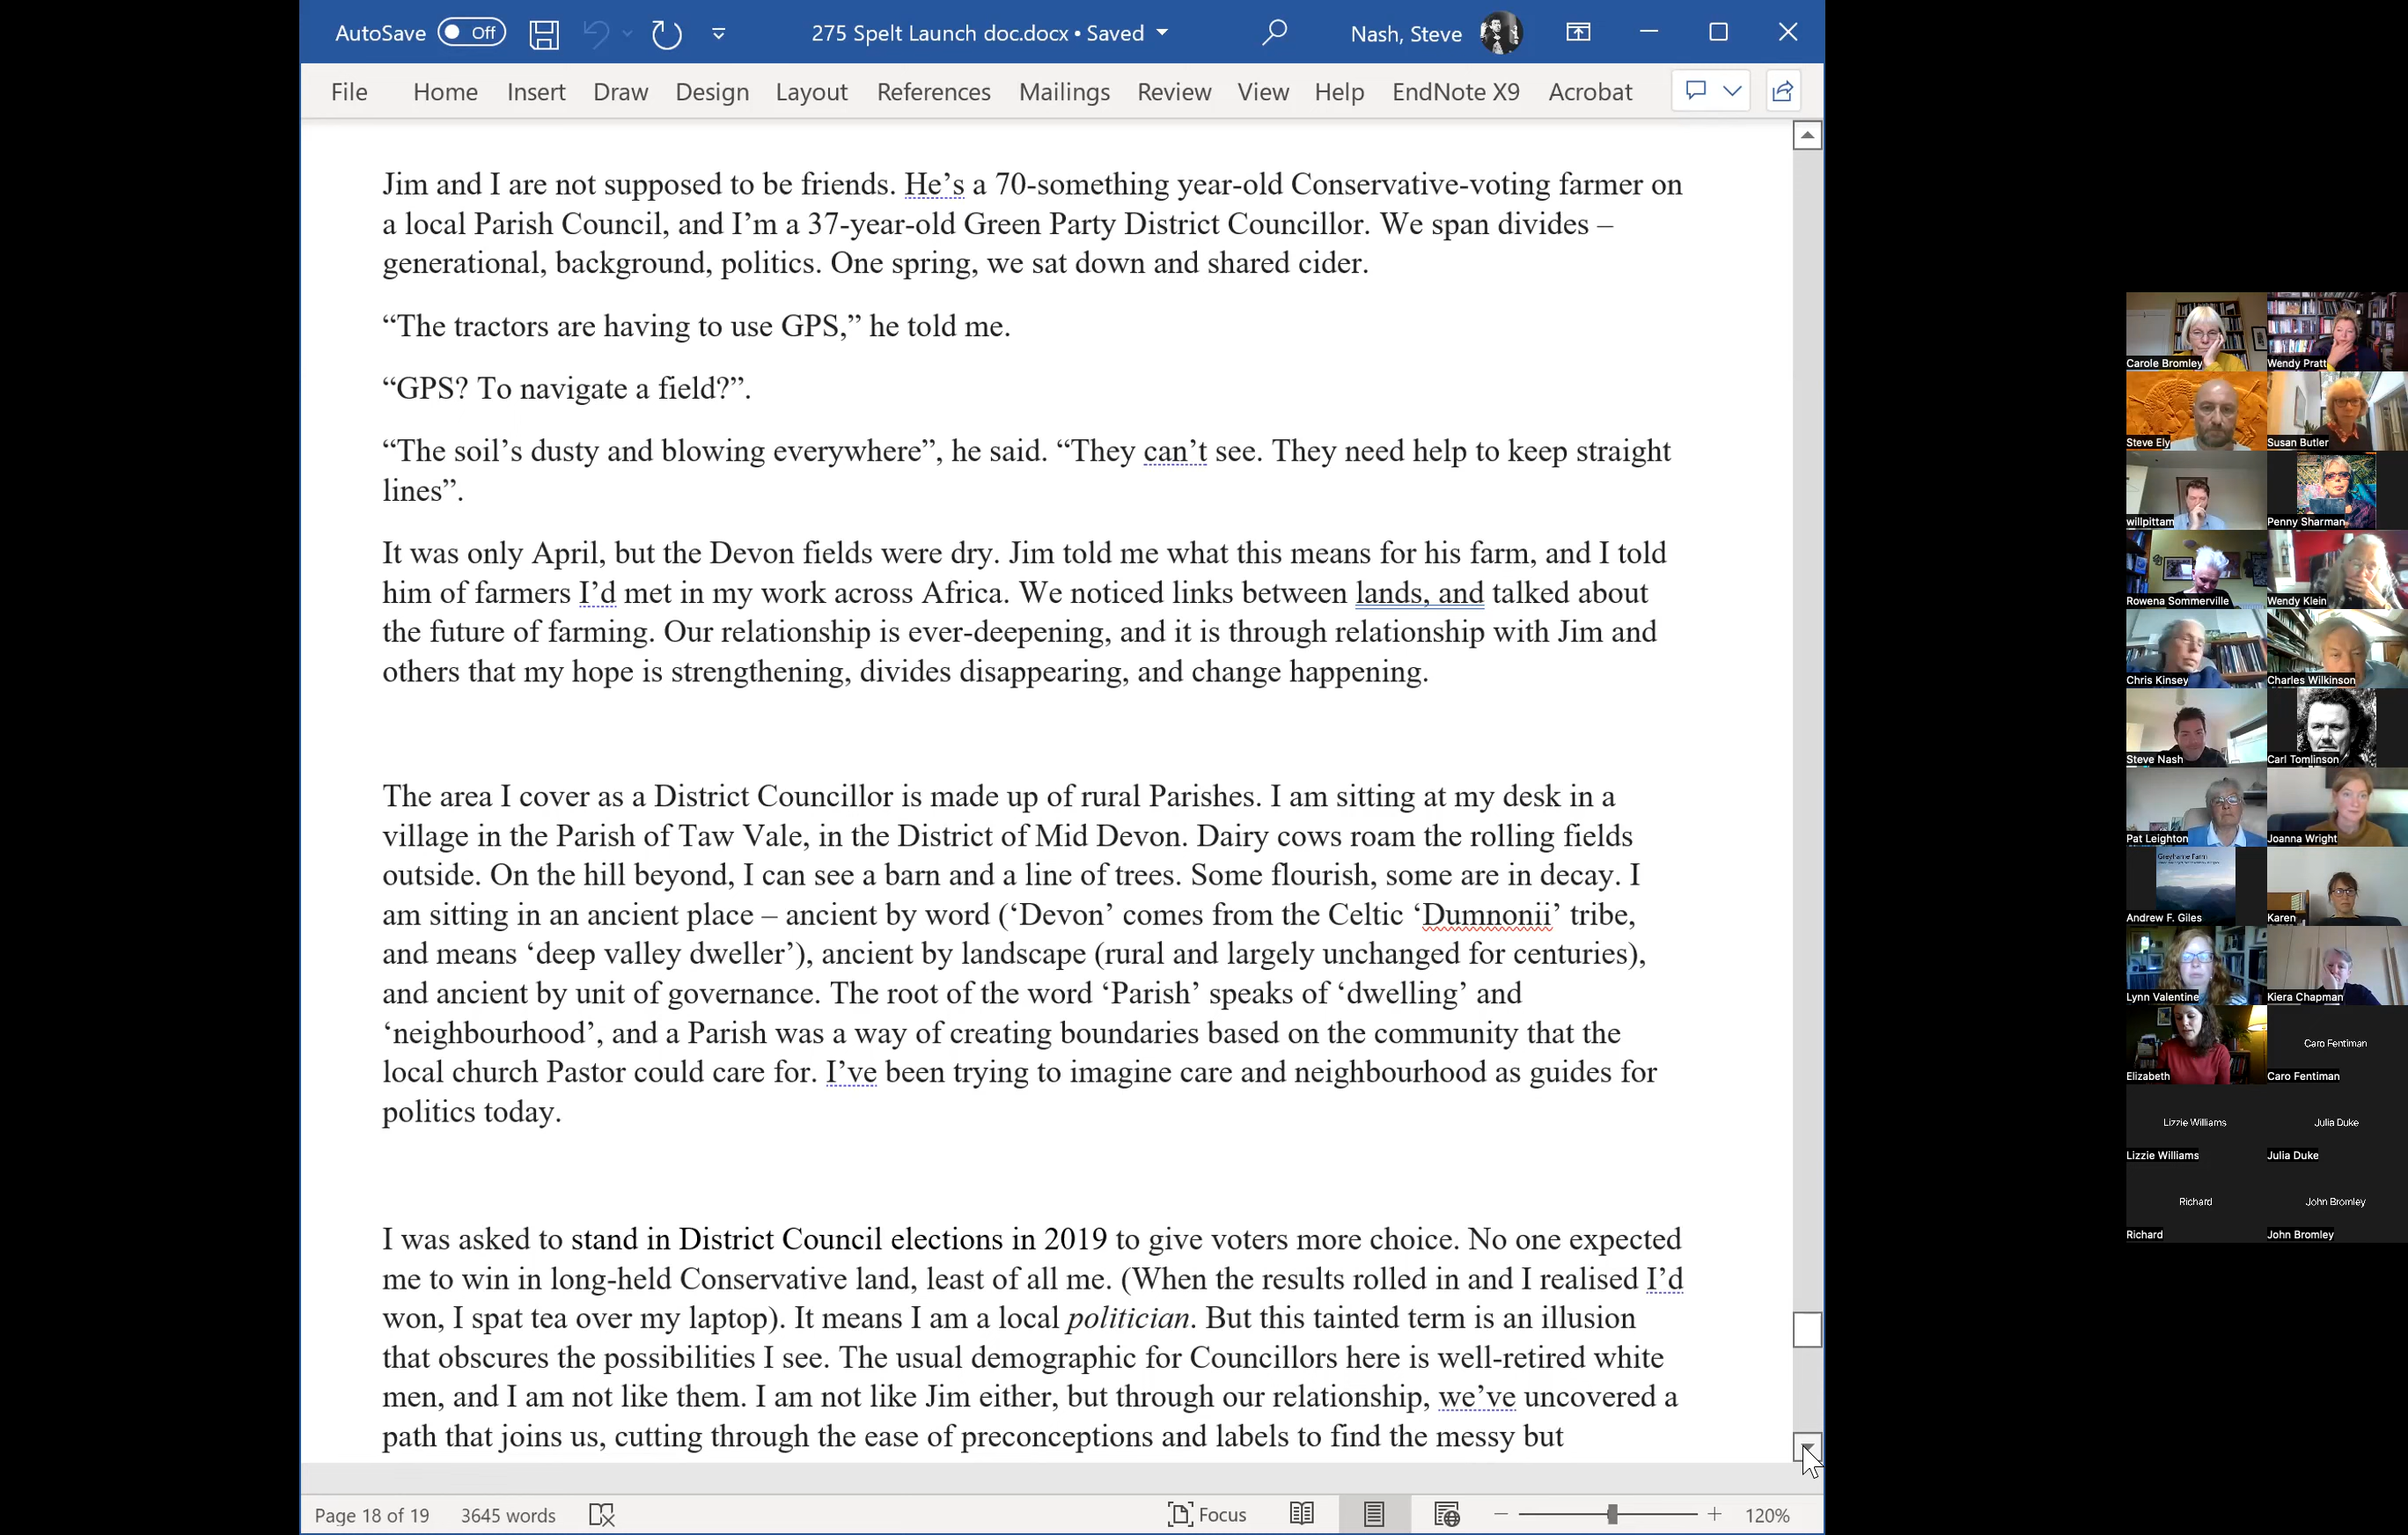 AutoSave Off 275 Spelt Launch doc.docx • Saved Nash, Steve
File Home Insert Draw Design Layout References Mailings Review View Help EndNote X9 Acrobat
Jim and I are not supposed to be friends. He’s a 70-something year-old Conservative-voting farmer on
a local Parish Council, and I’m a 37-year-old Green Party District Councillor. We span divides –
generational, background, politics. One spring, we sat down and shared cider.
“The tractors are having to use GPS,” he told me.
“GPS? To navigate a field?”.
“The soil’s dusty and blowing everywhere”, he said. “They can’t see. They need help to keep straight
lines”.
It was only April, but the Devon fields were dry. Jim told me what this means for his farm, and I told
him of farmers I’d met in my work across Africa. We noticed links between lands, and talked about
the future of farming. Our relationship is ever-deepening, and it is through relationship with Jim and
others that my hope is strengthening, divides disappearing, and change happening.
The area I cover as a District Councillor is made up of rural Parishes. I am sitting at my desk in a
village in the Parish of Taw Vale, in the District of Mid Devon. Dairy cows roam the rolling fields
outside. On the hill beyond, I can see a barn and a line of trees. Some flourish, some are in decay. I
am sitting in an ancient place – ancient by word (‘Devon’ comes from the Celtic ‘Dumnonii’ tribe,
and means ‘deep valley dweller’), ancient by landscape (rural and largely unchanged for centuries),
and ancient by unit of governance. The root of the word ‘Parish’ speaks of ‘dwelling’ and
‘neighbourhood’, and a Parish was a way of creating boundaries based on the community that the
local church Pastor could care for. I’ve been trying to imagine care and neighbourhood as guides for
politics today.
I was asked to stand in District Council elections in 2019 to give voters more choice. No one expected
me to win in long-held Conservative land, least of all me. (When the results rolled in and I realised I’d
won, I spat tea over my laptop). It means I am a local politician. But this tainted term is an illusion
that obscures the possibilities I see. The usual demographic for Councillors here is well-retired white
men, and I am not like them. I am not like Jim either, but through our relationship, we’ve uncovered a
path that joins us, cutting through the ease of preconceptions and labels to find the messy but
Page 18 of 19 3645 words Focus 120%
Carole Bromley Wendy Pratt
Steve Ely Susan Butler
willpittam Penny Sharman
Rowena Sommerville Wendy Klein
Chris Kinsey Charles Wilkinson
Steve Nash Carl Tomlinson
Pat Leighton Joanna Wright
Greyhame Farm
Andrew F. Giles Karen
Lynn Valentine Kiera Chapman
Caro Fentiman
Elizabeth Caro Fentiman
Lizzie Williams Julia Duke
Lizzie Williams Julia Duke
Richard John Bromley
Richard John Bromley